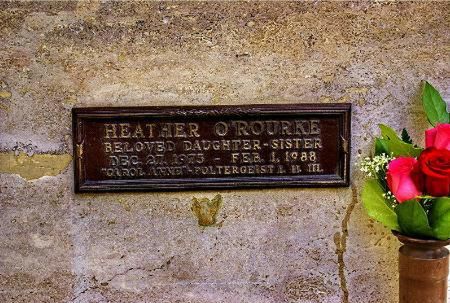 HEATHER O'ROURKE
BELOVED DAUGHTER-SISTER
DEC. 27, 1975 - FEB. 1, 1988
"CAROL ANNE"-POLTERGEIST I. II. III.